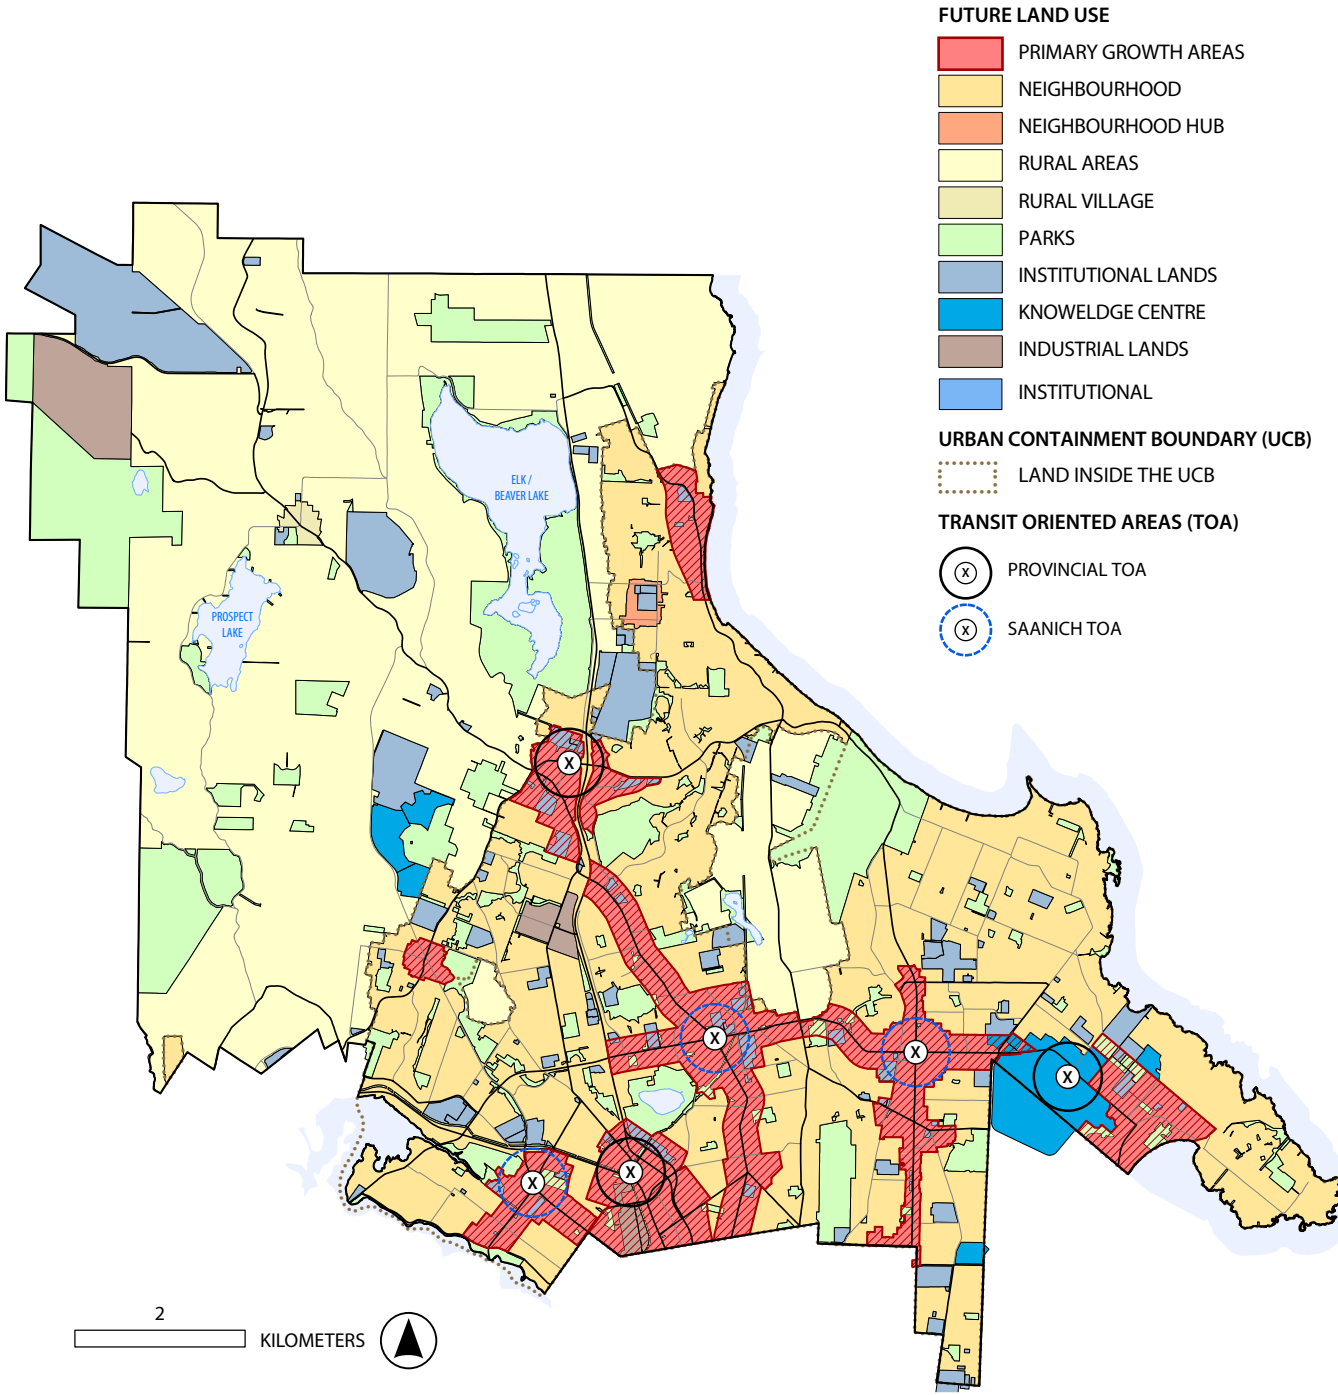 FUTURE LAND USE
PRIMARY GROWTH AREAS
NEIGHBOURHOOD
NEIGHBOURHOOD HUB
RURAL AREAS
RURAL VILLAGE
PARKS
INSTITUTIONAL LANDS
KNOWELDGE CENTRE
INDUSTRIAL LANDS
INSTITUTIONAL
URBAN CONTAINMENT BOUNDARY (UCB)
LAND INSIDE THE UCB
TRANSIT ORIENTED AREAS (TOA)
X PROVINCIAL TOA
X SAANICH TOA
ELK /
BEAVER LAKE
PROSPECT
LAKE
X
X
X
X
X
X
2
KILOMETERS